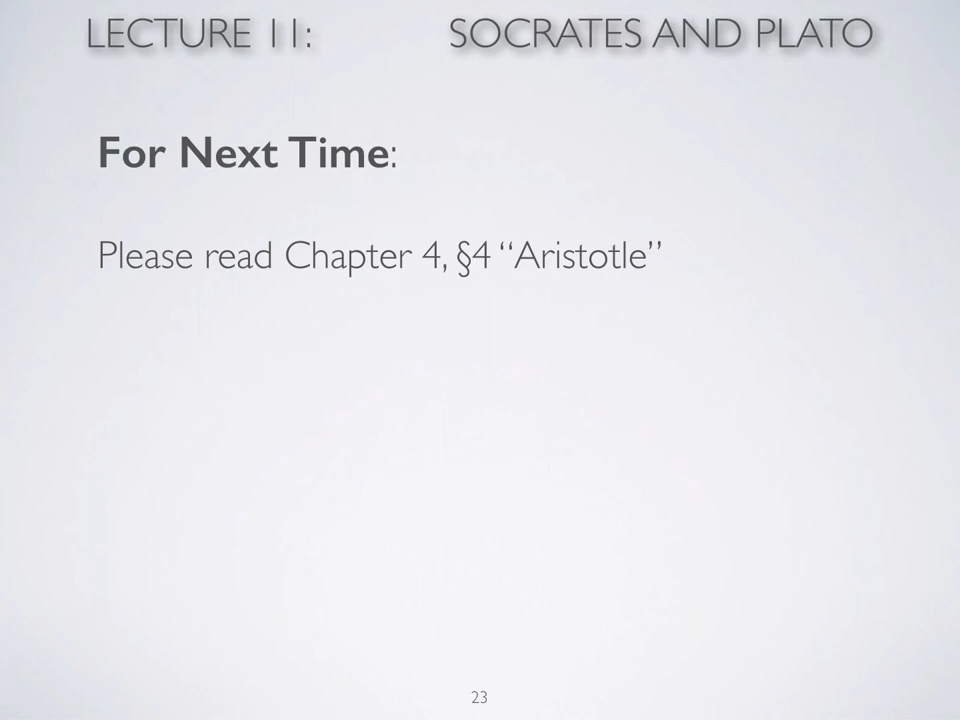 LECTURE 11: SOCRATES AND PLATO
For Next Time:
Please read Chapter 4, §4 “Aristotle”
23